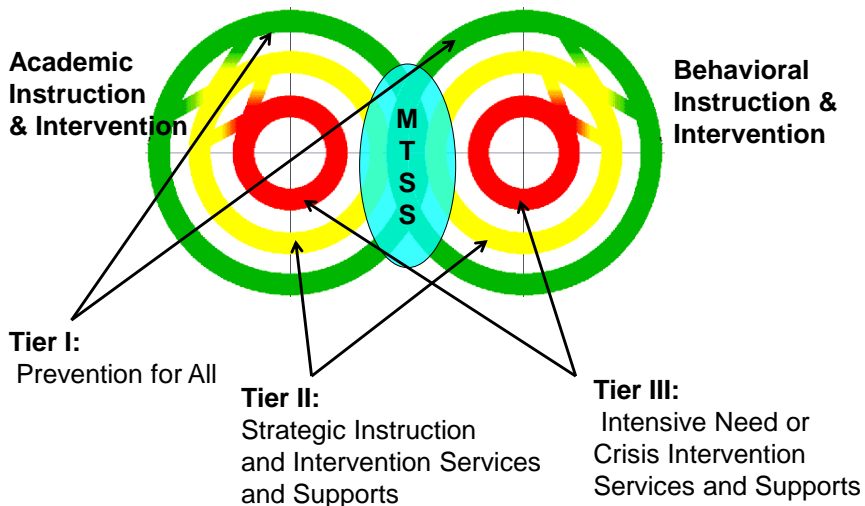 Academic
Instruction
& Intervention
Behavioral
Instruction &
Intervention
M
T
S
S
Tier I:
Prevention for All
Tier II:
Strategic Instruction
and Intervention Services
and Supports
Tier III:
Intensive Need or
Crisis Intervention
Services and Supports